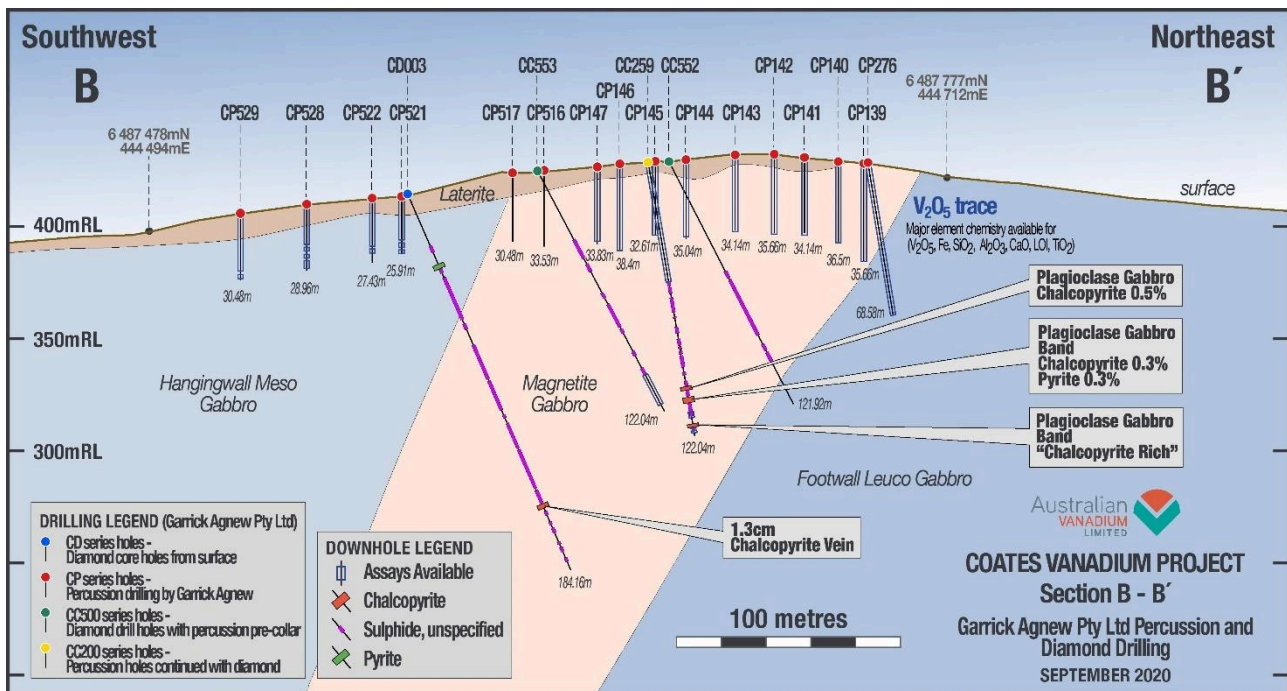 Southwest
B
Northeast
B´
CD003
CC553
CC259
CC552
CP142
CP140
CP276
CP146
CP529
CP528
CP522
CP521
CP517
CP516
CP147
CP145
CP144
CP143
CP141
CP139
6 487 478mN
444 494mE
6 487 777mN
444 712mE
Laterite
surface
400mRL
350mRL
300mRL
30.48m
28.96m
27.43m
25.91m
30.48m
33.53m
33.83m
38.4m
32.61m
35.04m
34.14m
35.66m
34.14m
36.5m
35.66m
68.58m
V2O5 trace
Major element chemistry available for
(V2O5, Fe, SiO2, Al2O3, CaO, LOI, TiO2)
Plagioclase Gabbro
Chalcopyrite 0.5%
Plagioclase Gabbro
Band
Chalcopyrite 0.3%
Pyrite 0.3%
Plagioclase Gabbro
Band
“Chalcopyrite Rich”
Hangingwall Meso
Gabbro
Magnetite
Gabbro
Footwall Leuco Gabbro
122.04m
122.04m
121.92m
184.16m
1.3cm
Chalcopyrite Vein
DRILLING LEGEND (Garrick Agnew Pty Ltd)
CD series holes -
Diamond core holes from surface
CP series holes -
Percussion drilling by Garrick Agnew
CC500 series holes -
Diamond drill holes with percussion pre-collar
CC200 series holes -
Percussion holes continued with diamond
DOWNHOLE LEGEND
Assays Available
Chalcopyrite
Sulphide, unspecified
Pyrite
100 metres
Australian
VANADIUM
LIMITED
COATES VANADIUM PROJECT
Section B - B´
Garrick Agnew Pty Ltd Percussion and
Diamond Drilling
SEPTEMBER 2020